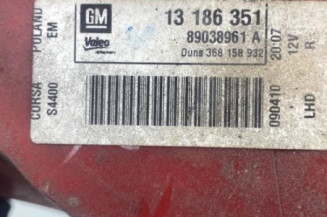 POLAND
EM
GM
Valeo
13 186 351
89038961 A
Duns 368 158 932
20:07
12V
R
CORSA
S4400
090410
LHD